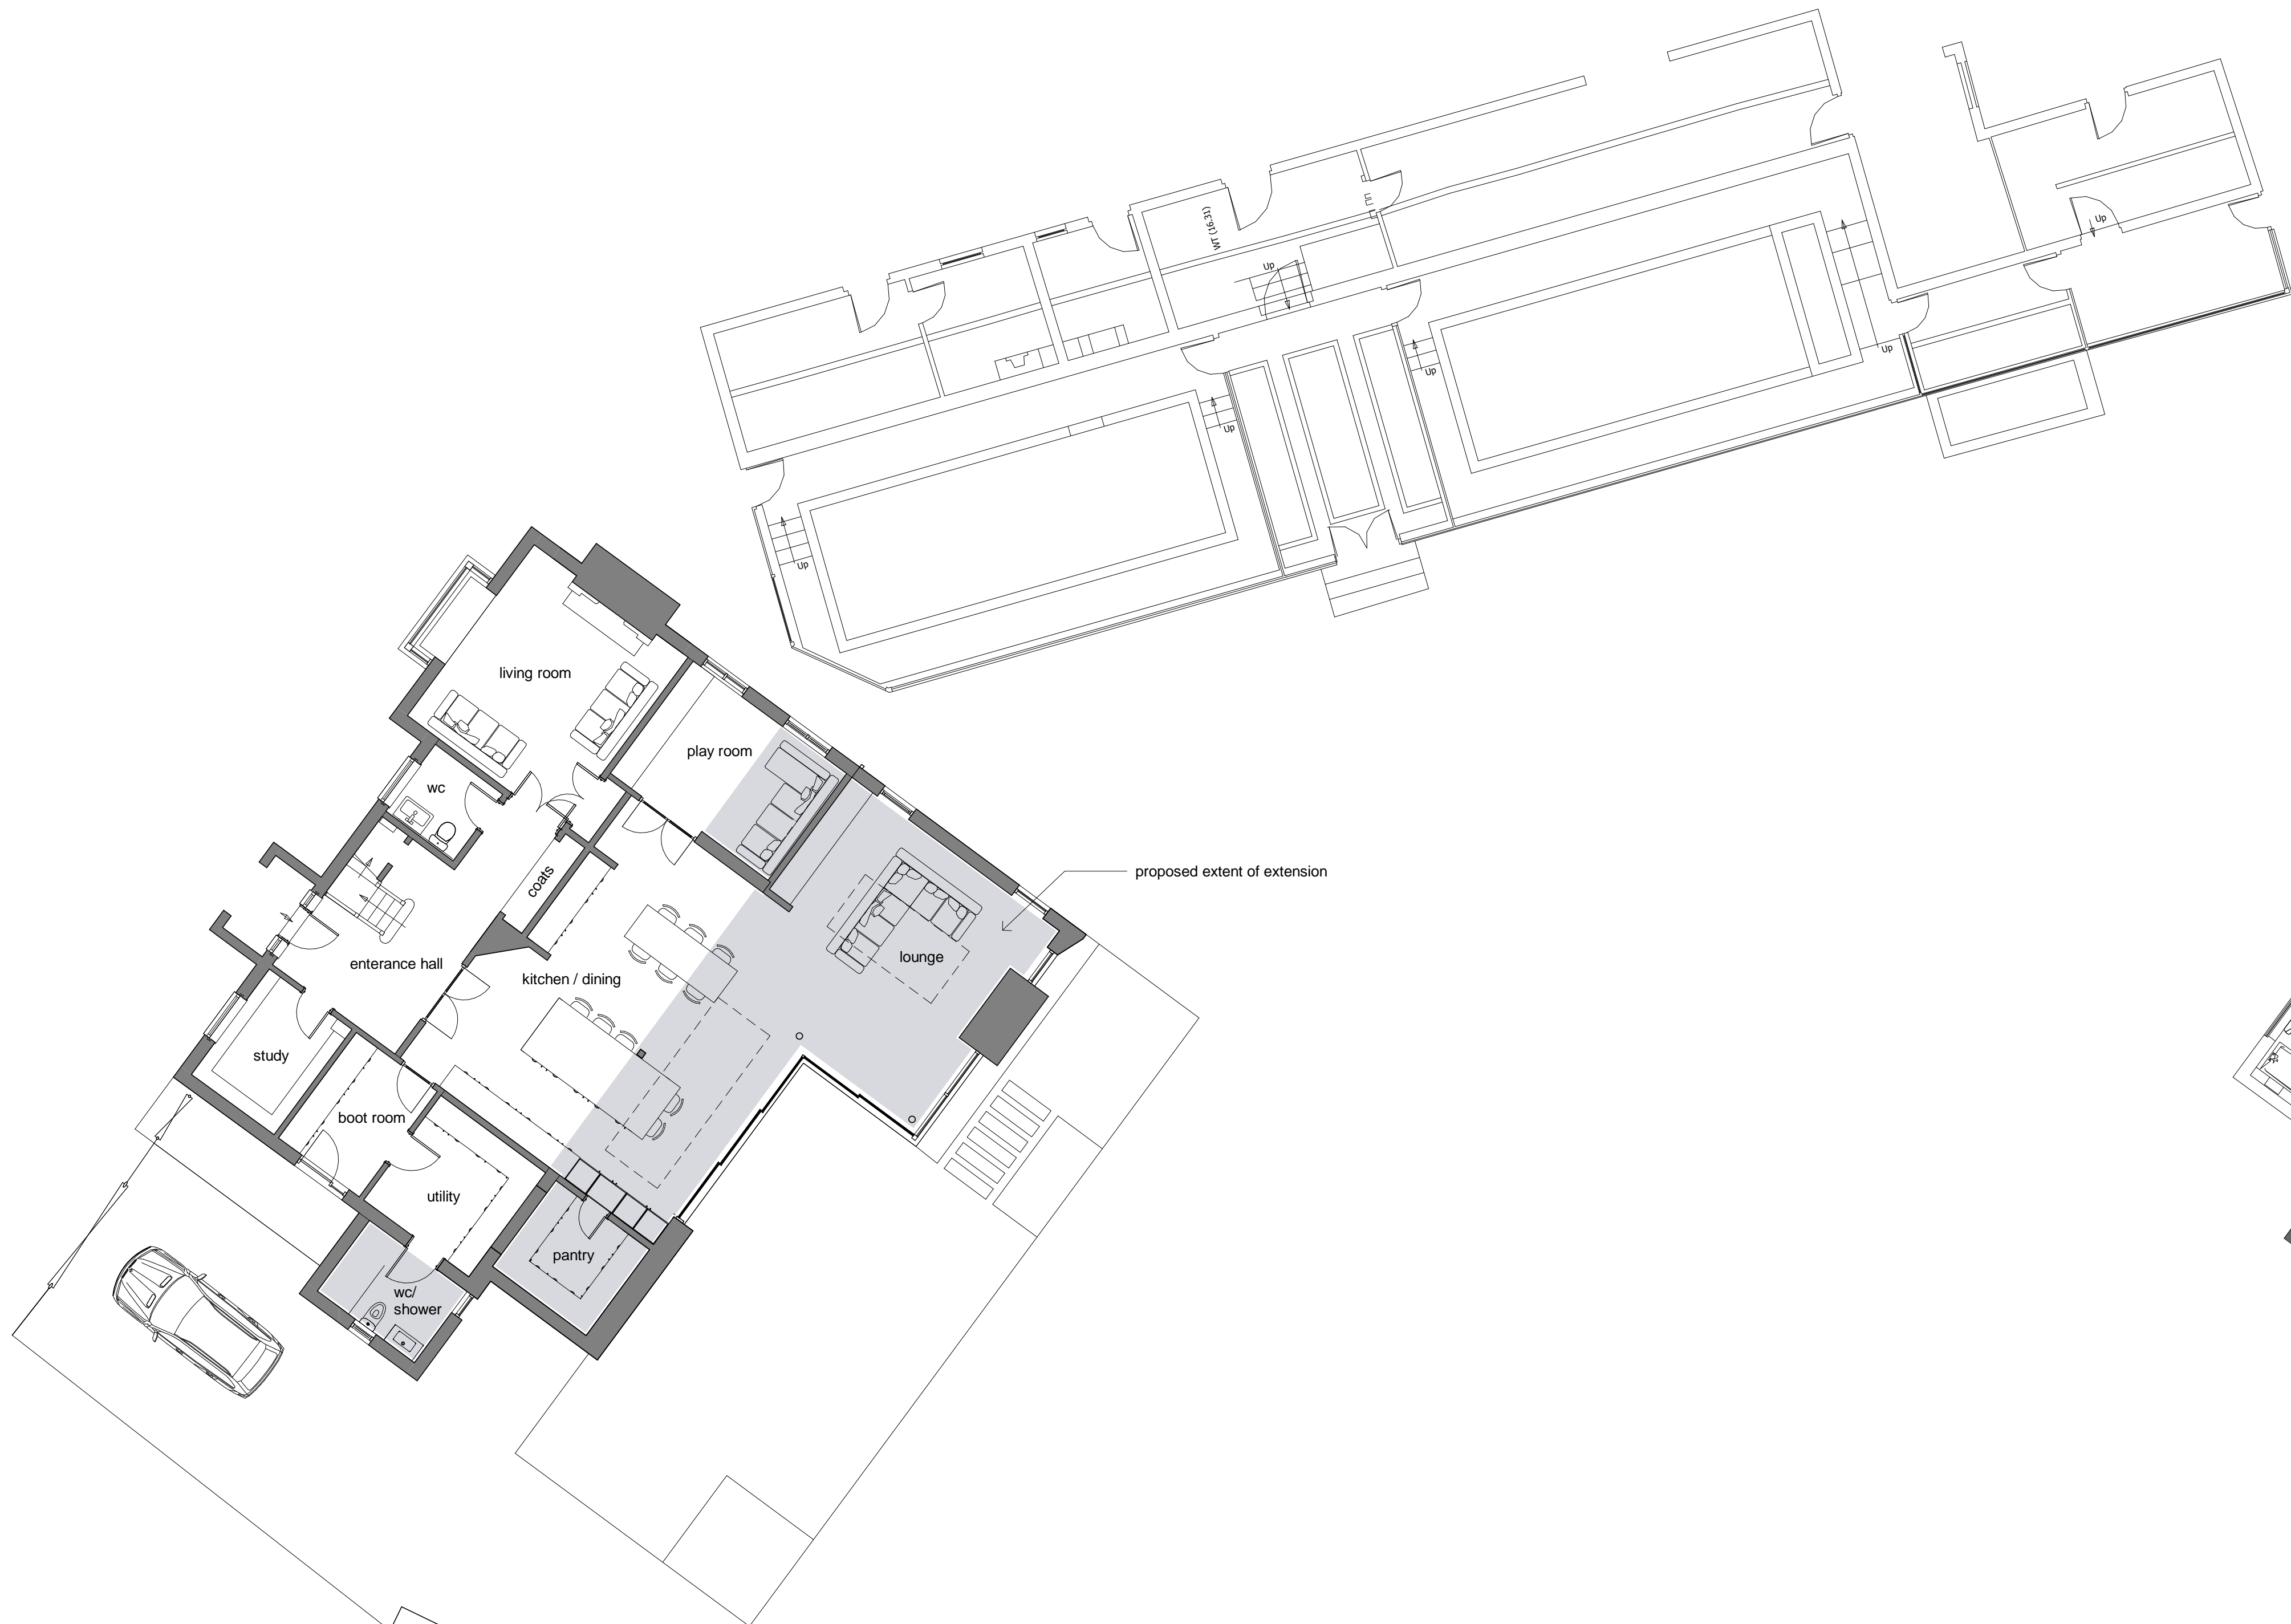 WT (16.31)
Up
Up
Up
Up
Up
Up
living room
play room
wc
coats
proposed extent of extension
enterance hall
kitchen / dining
lounge
study
boot room
utility
pantry
wc/
shower